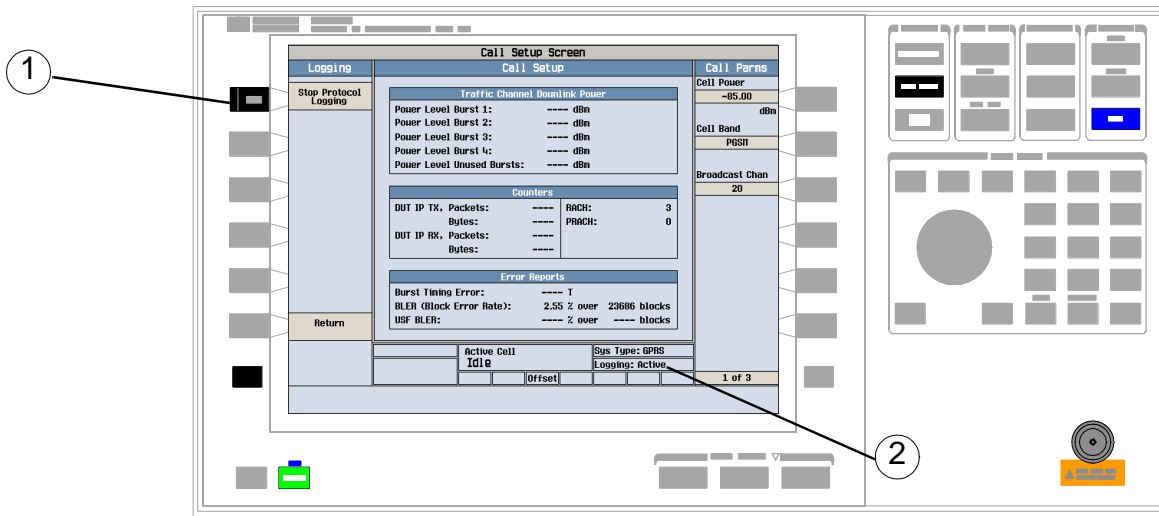 1
Call Setup Screen
Logging
Call Setup
Call Parms
Stop Protocol
Logging
Return
Traffic Channel Downlink Power
Power Level Burst 1: ---- dBm
Power Level Burst 2: ---- dBm
Power Level Burst 3: ---- dBm
Power Level Burst 4: ---- dBm
Power Level Unused Bursts: ---- dBm
Counters
DUT IP TX, Packets: ---- RACH: 3
Bytes: ---- PRACH: 0
DUT IP RX, Packets: ----
Bytes: ----
Error Reports
Burst Timing Error: ---- T
BLER (Block Error Rate): 2.55 % over 23686 blocks
USF BLER: ---- % over ---- blocks
Cell Power
-85.00
dBm
Cell Band
PGSM
Broadcast Chan
20
Active Cell
Idle
Sys Type: GPRS
Logging: Active
Offset
1 of 3
2